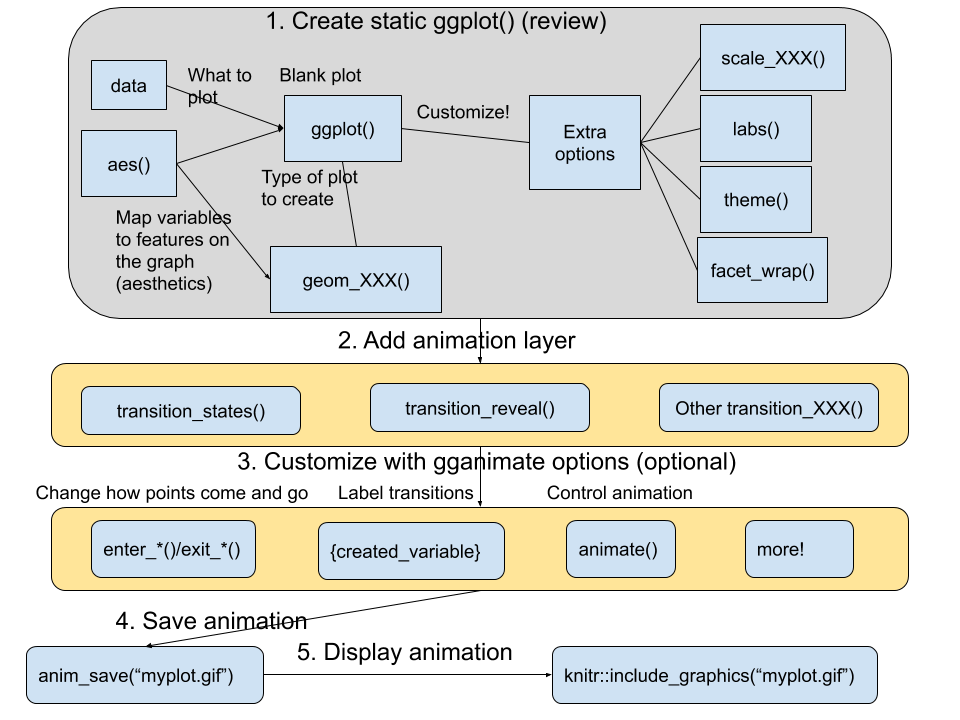 1. Create static ggplot() (review)
data
What to
plot
Blank plot
ggplot()
Customize!
Extra
options
scale_XXX()
labs()
theme()
facet_wrap()
aes()
Type of plot
to create
Map variables
to features on
the graph
(aesthetics)
geom_XXX()
2. Add animation layer
transition_states()
transition_reveal()
Other transition_XXX()
3. Customize with gganimate options (optional)
Change how points come and go
Label transitions
Control animation
enter_*()/exit_*()
{created_variable}
animate()
more!
4. Save animation
5. Display animation
anim_save(“myplot.gif”)
knitr::include_graphics(“myplot.gif”)